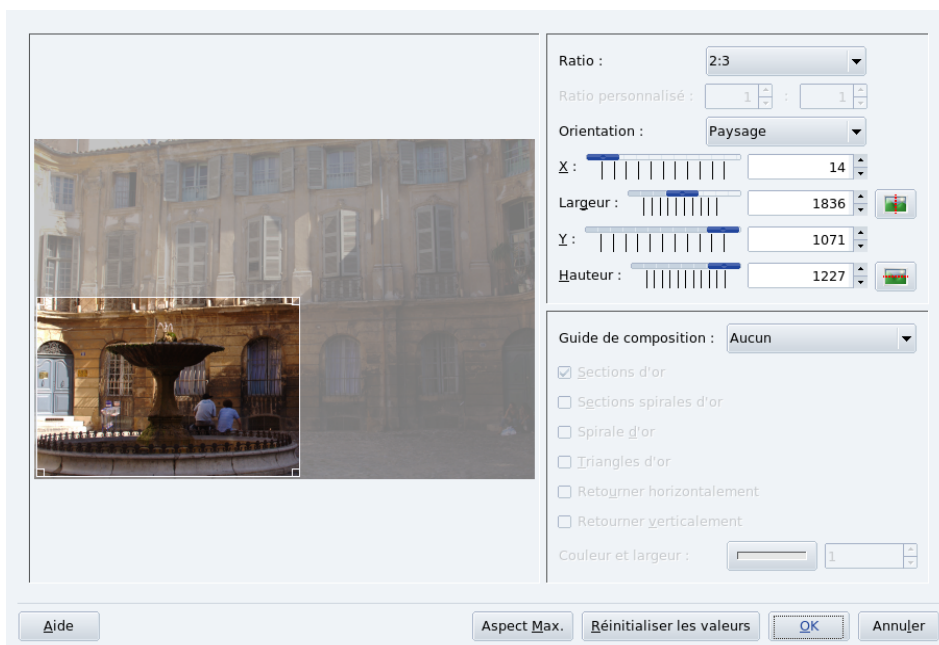 Ratio : 2:3
Ratio personnalisé : 1 : 1
Orientation : Paysage
X : 14
Largeur : 1836
Y : 1071
Hauteur : 1227
Guide de composition : Aucun
Sections d'or
Sections spirales d'or
Spirale d'or
Triangles d'or
Retourner horizontalement
Retourner verticalement
Couleur et largeur : 1
Aide Aspect Max. Réinitialiser les valeurs OK Annuler